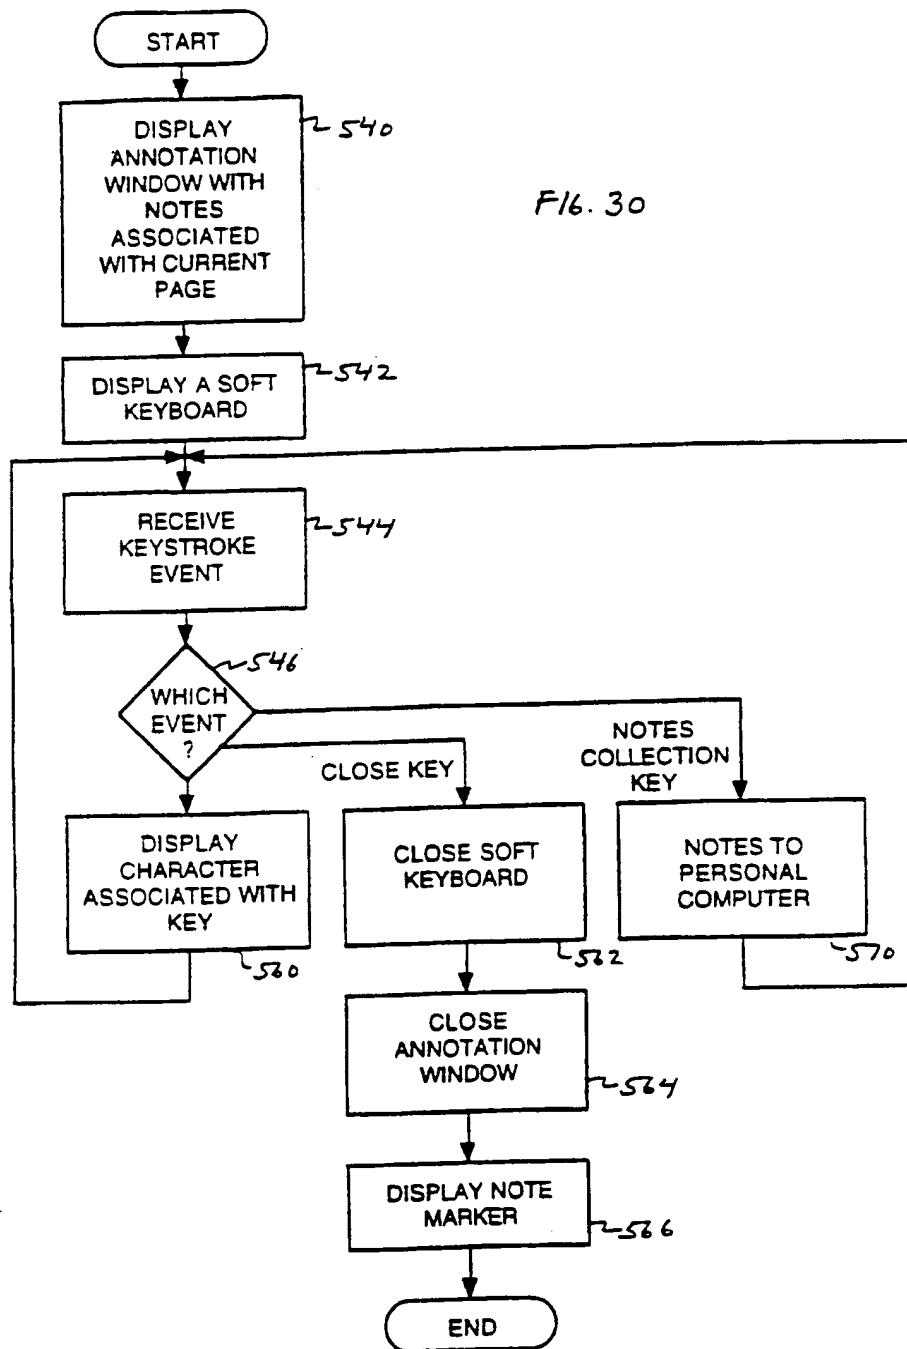 START
DISPLAY
ANNOTATION
WINDOW WITH
NOTES
ASSOCIATED
WITH CURRENT
PAGE
540
FIG. 30
DISPLAY A SOFT
KEYBOARD
542
RECEIVE
KEYSTROKE
EVENT
544
WHICH
EVENT
?
546
CLOSE KEY
NOTES
COLLECTION
KEY
DISPLAY
CHARACTER
ASSOCIATED WITH
KEY
560
CLOSE SOFT
KEYBOARD
562
NOTES TO
PERSONAL
COMPUTER
570
CLOSE
ANNOTATION
WINDOW
564
DISPLAY NOTE
MARKER
566
END